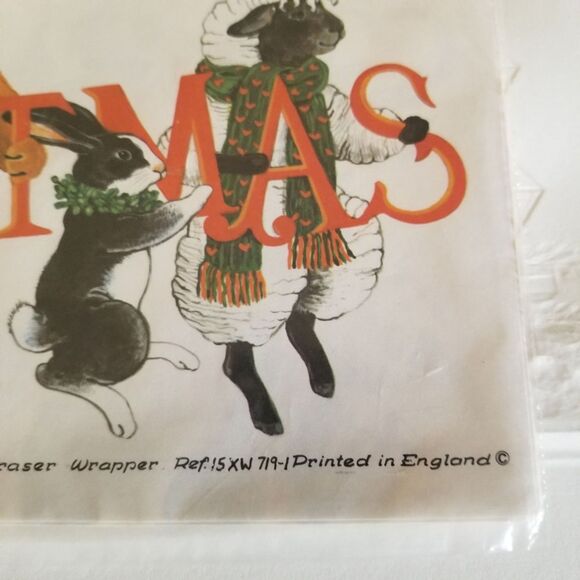 TMAS
raser Wrapper. Ref: 15 XW 719-1 Printed in England ©